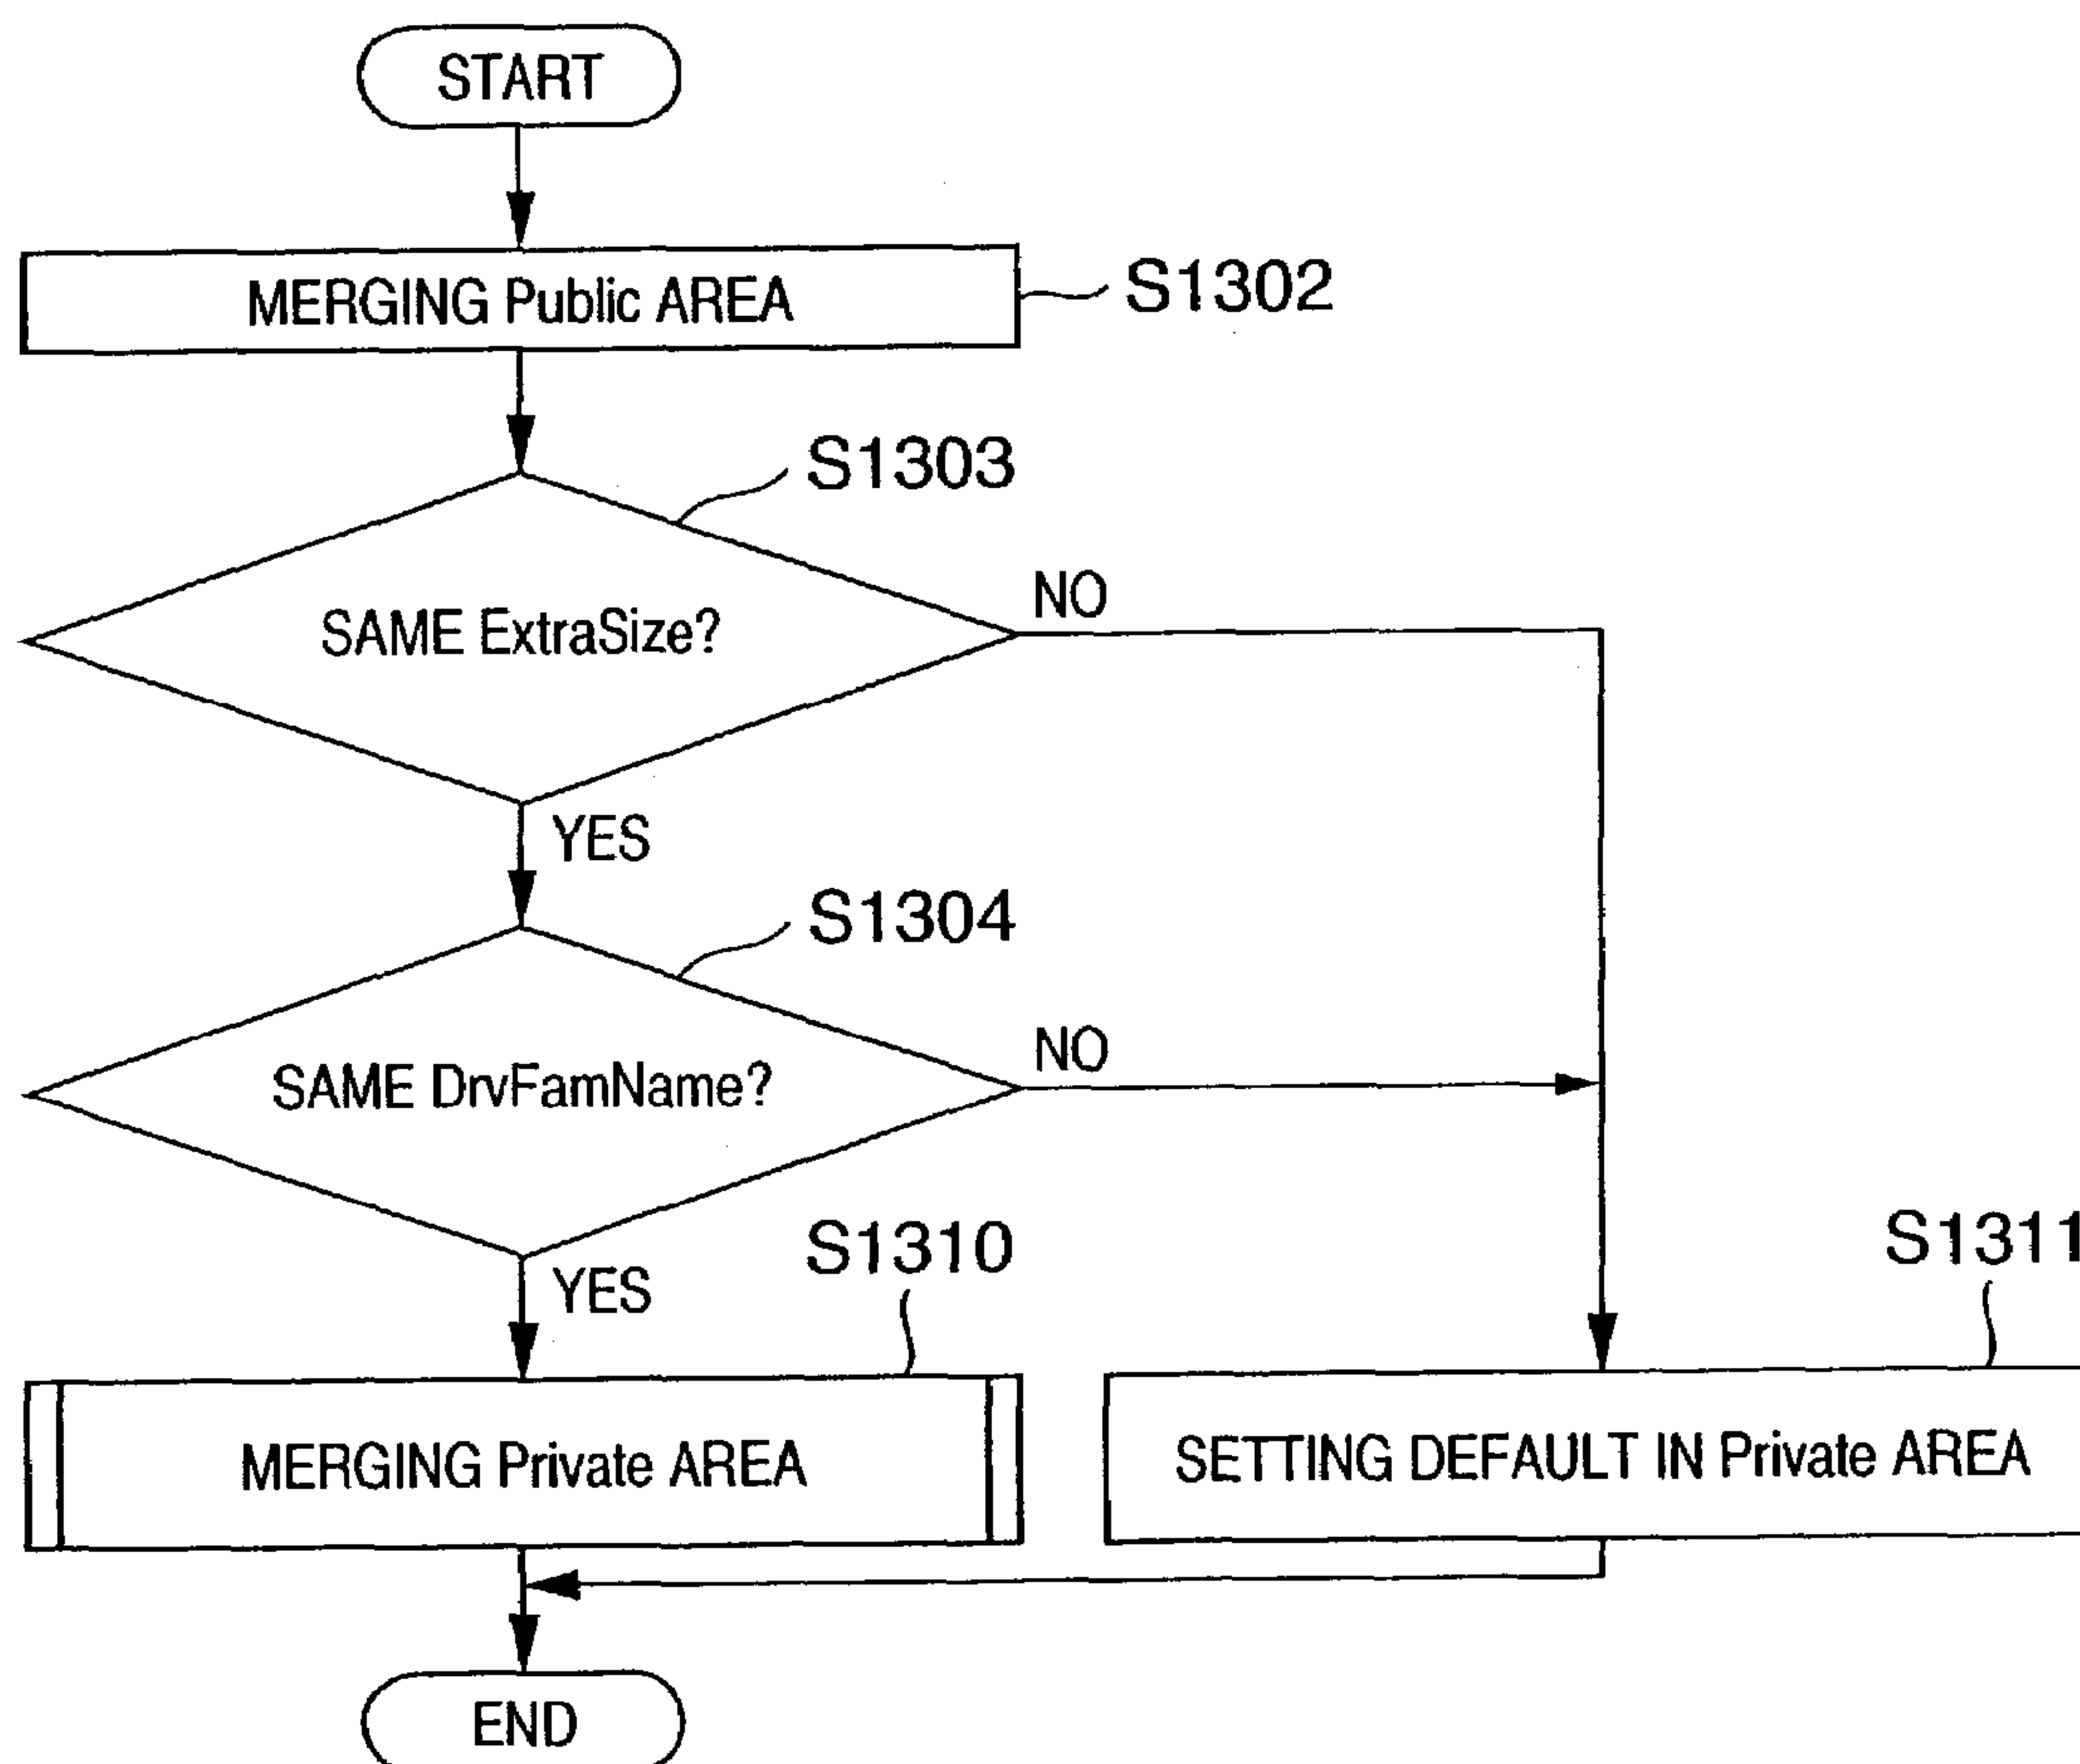 START
MERGING Public AREA
S1302
S1303
SAME ExtraSize?
NO
YES
S1304
SAME DrvFamName?
NO
YES
S1310
S1311
MERGING Private AREA
SETTING DEFAULT IN Private AREA
END